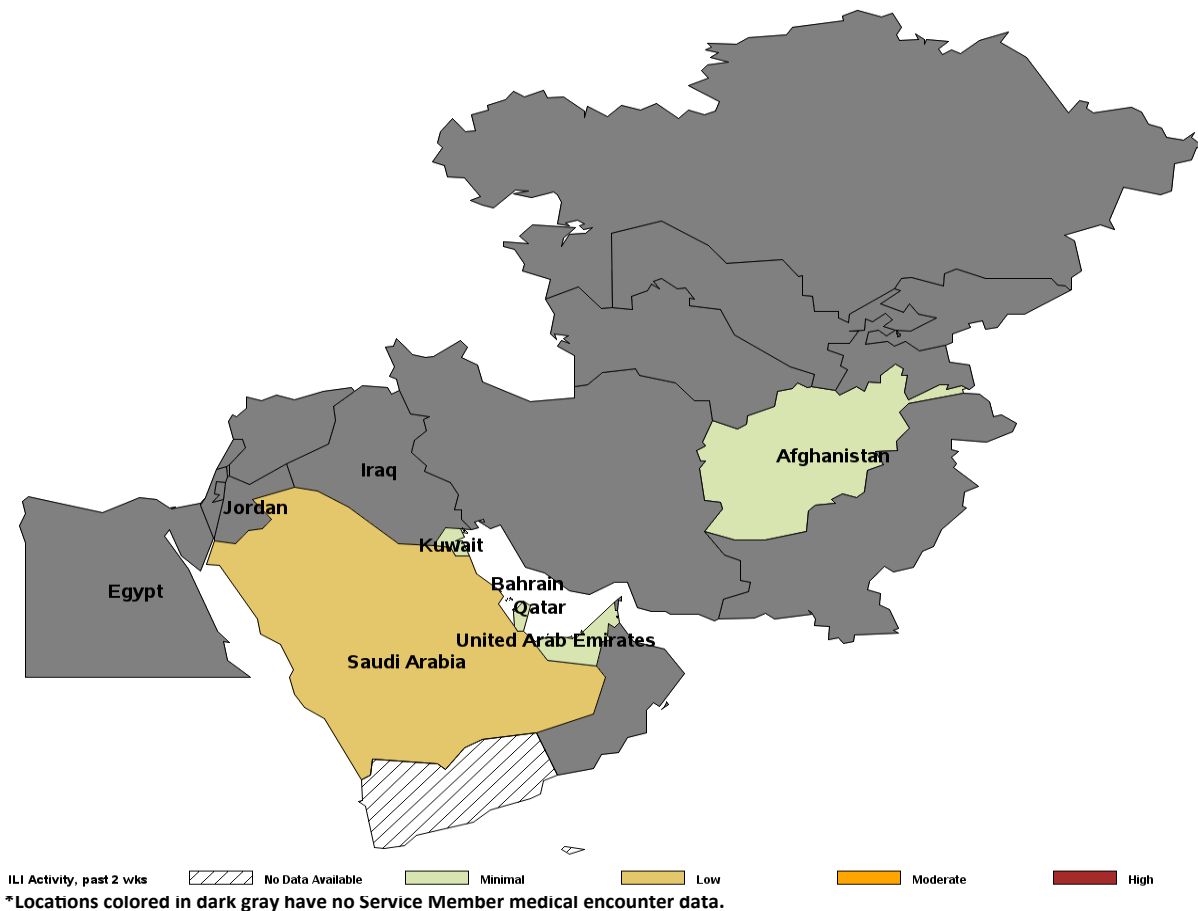 Afghanistan
Iraq
Jordan
Kuwait
Bahrain
Egypt
Qatar
United Arab Emirates
Saudi Arabia
ILI Activity, past 2 wks No Data Available Minimal Low Moderate High
*Locations colored in dark gray have no Service Member medical encounter data.